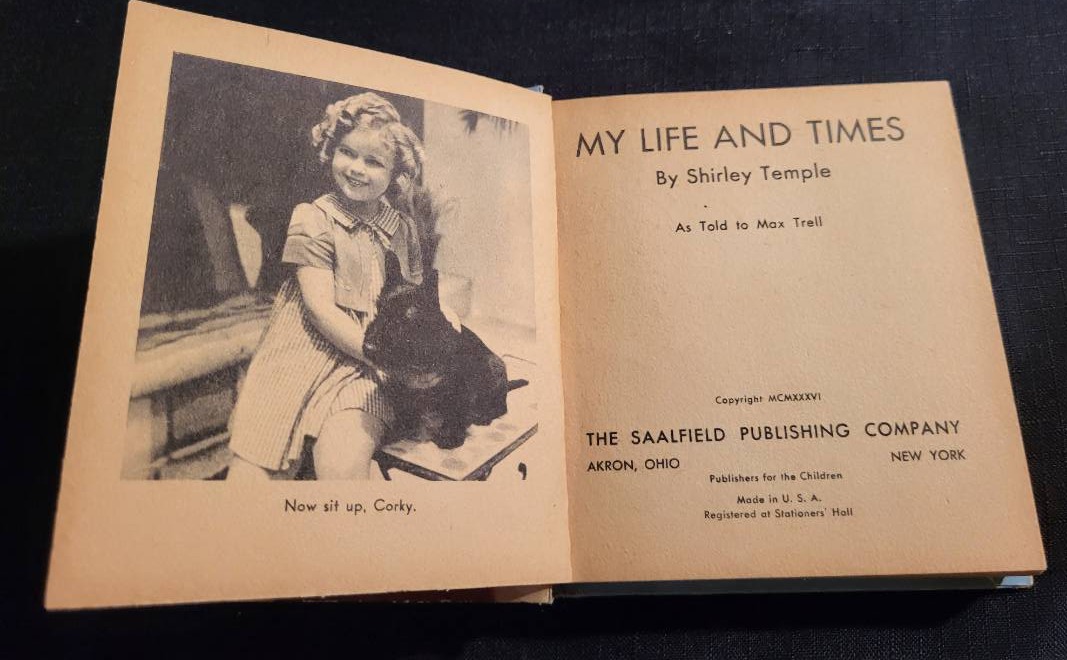 Now sit up, Corky.
MY LIFE AND TIMES
By Shirley Temple
As Told to Max Trell
Copyright MCMXXXVI
THE SAALFIELD PUBLISHING COMPANY
AKRON, OHIO NEW YORK
Publishers for the Children
Made in U. S. A.
Registered at Stationers' Hall